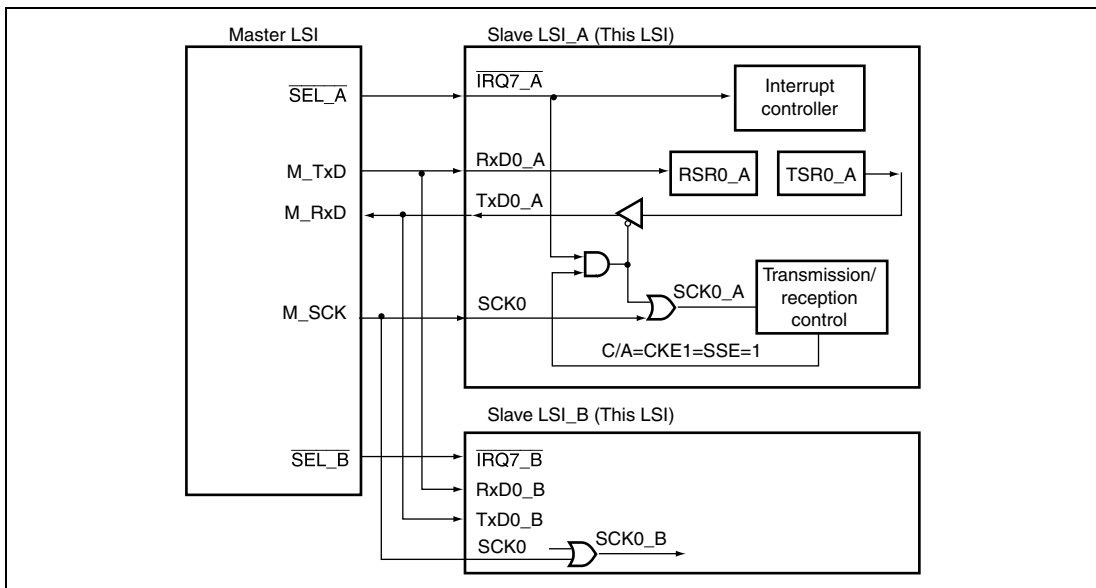 Master LSI
Slave LSI_A (This LSI)
SEL_A
IRQ7_A
Interrupt
controller
M_TxD
RxD0_A
RSR0_A
TSR0_A
M_RxD
TxD0_A
M_SCK
SCK0
SCK0_A
Transmission/
reception
control
C/A=CKE1=SSE=1
Slave LSI_B (This LSI)
SEL_B
IRQ7_B
RxD0_B
TxD0_B
SCK0
SCK0_B